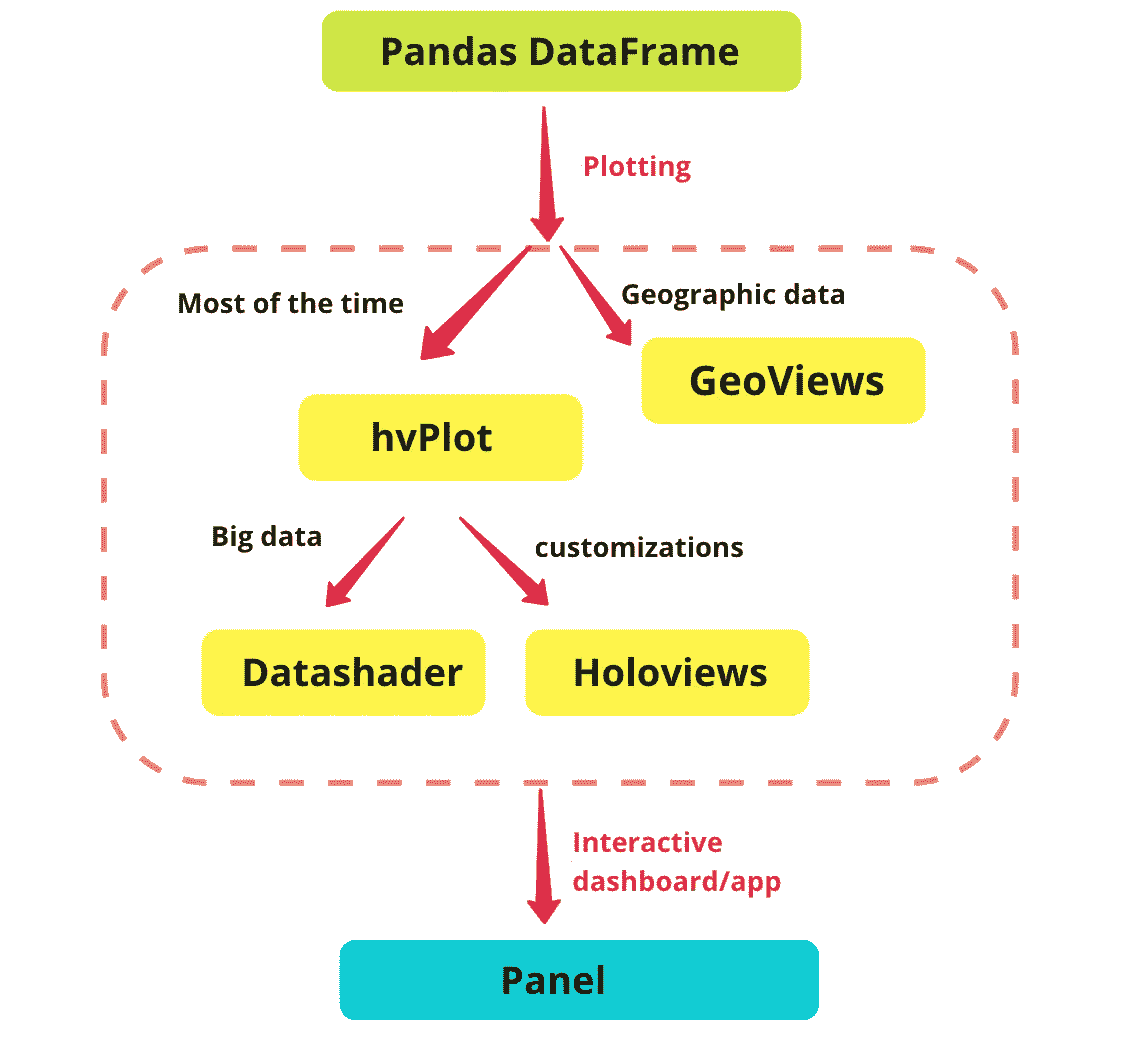 Pandas DataFrame
Plotting
Most of the time
Geographic data
GeoViews
hvPlot
Big data
customizations
Datashader
Holoviews
Interactive
dashboard/app
Panel